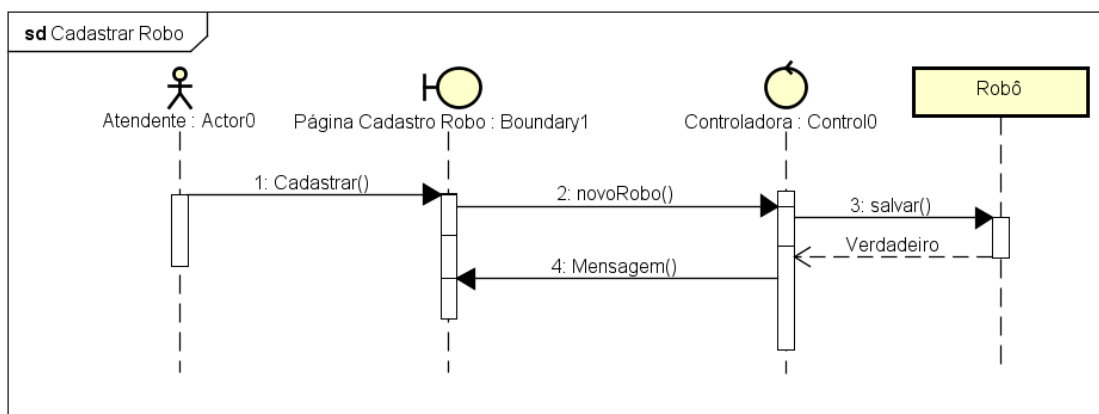 sd Cadastrar Robo
Atendente : Actor0
Página Cadastro Robo : Boundary1
Controladora : Control0
Robô
1: Cadastrar()
2: novoRobo()
3: salvar()
Verdadeiro
4: Mensagem()